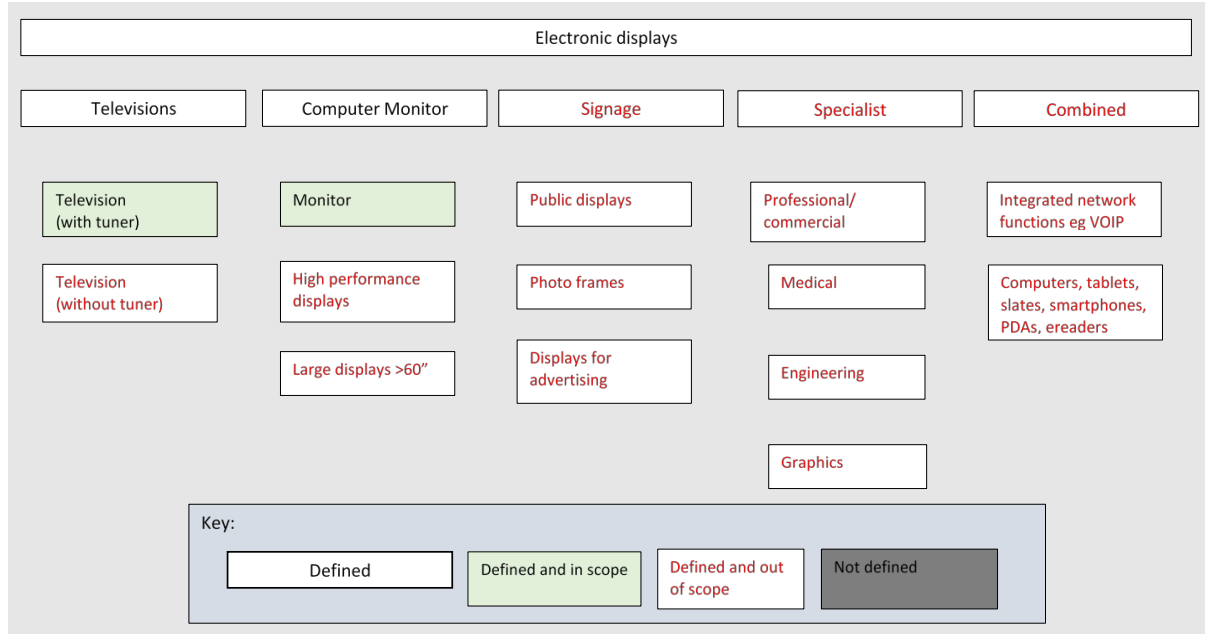 Electronic displays
Televisions
Computer Monitor
Signage
Specialist
Combined
Television
(with tuner)
Monitor
Public displays
Professional/
commercial
Integrated network
functions eg VOIP
Television
(without tuner)
High performance
displays
Photo frames
Medical
Computers, tablets,
slates, smartphones,
PDAs, ereaders
Large displays >60”
Displays for
advertising
Engineering
Graphics
Key:
Defined
Defined and in scope
Defined and out
of scope
Not defined